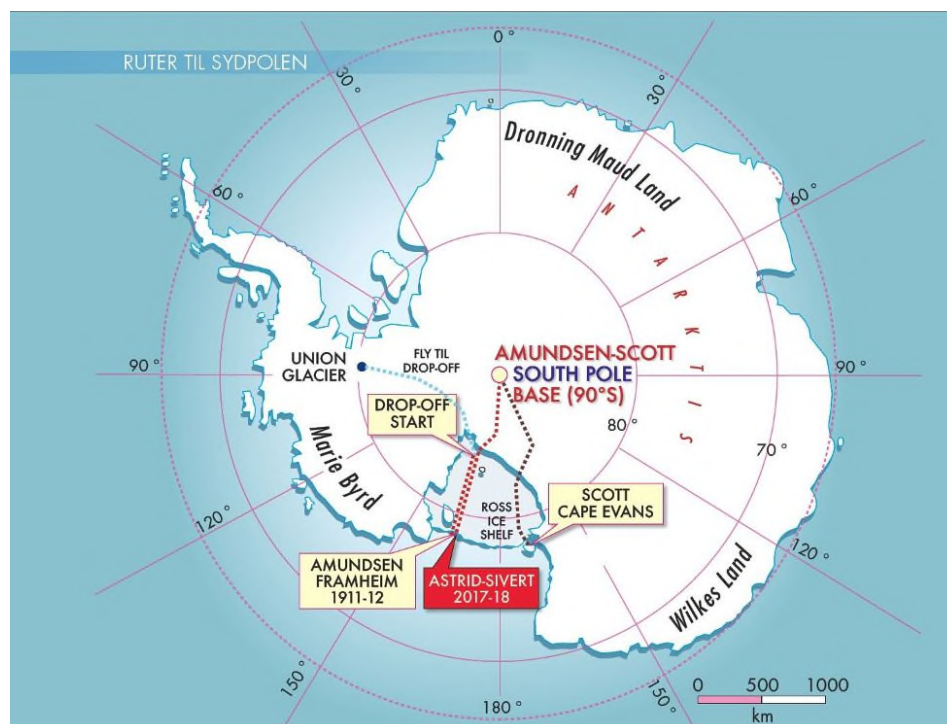 RUTER TIL SYDPOLEN
0°
30°
30°
60°
60°
Dronning Maud Land
ANTARKTIS
UNION
GLACIER
FLY TIL
DROP-OFF
AMUNDSEN-SCOTT
SOUTH POLE
BASE (90°S)
90°
90°
DROP-OFF
START
80°
70°
Marie Byrd
ROSS
ICE
SHELF
SCOTT
CAPE EVANS
120°
120°
AMUNDSEN
FRAMHEIM
1911-12
ASTRID-SIVERT
2017-18
Wilkes Land
150°
150°
180°
0 500 1000
km